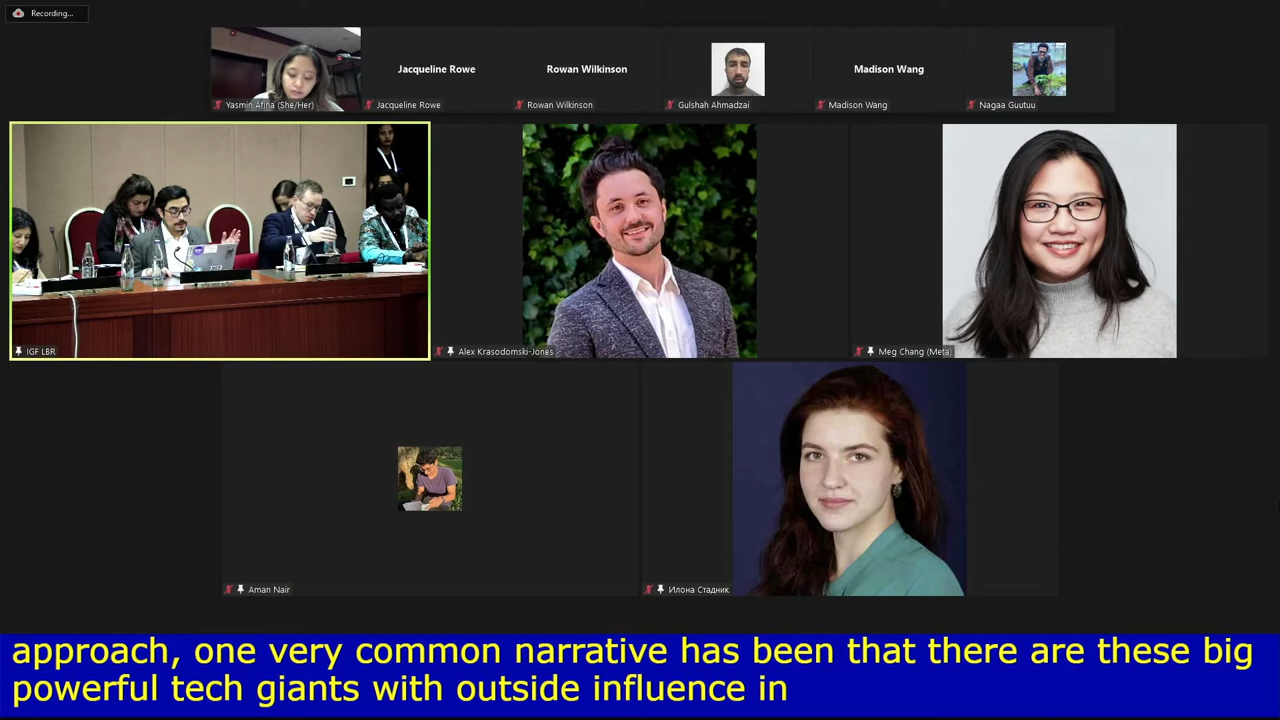 Recording...
Jacqueline Rowe
Rowan Wilkinson
Madison Wang
Yasmin Afina (She/Her)
Jacqueline Rowe
Rowan Wilkinson
Gulshah Ahmadzai
Madison Wang
Nagaa Guutuu
IGF LBR
Alex Krasodomski-Jones
Meg Chang (Meta)
Aman Nair
Илона Стадник
approach, one very common narrative has been that there are these big
powerful tech giants with outside influence in